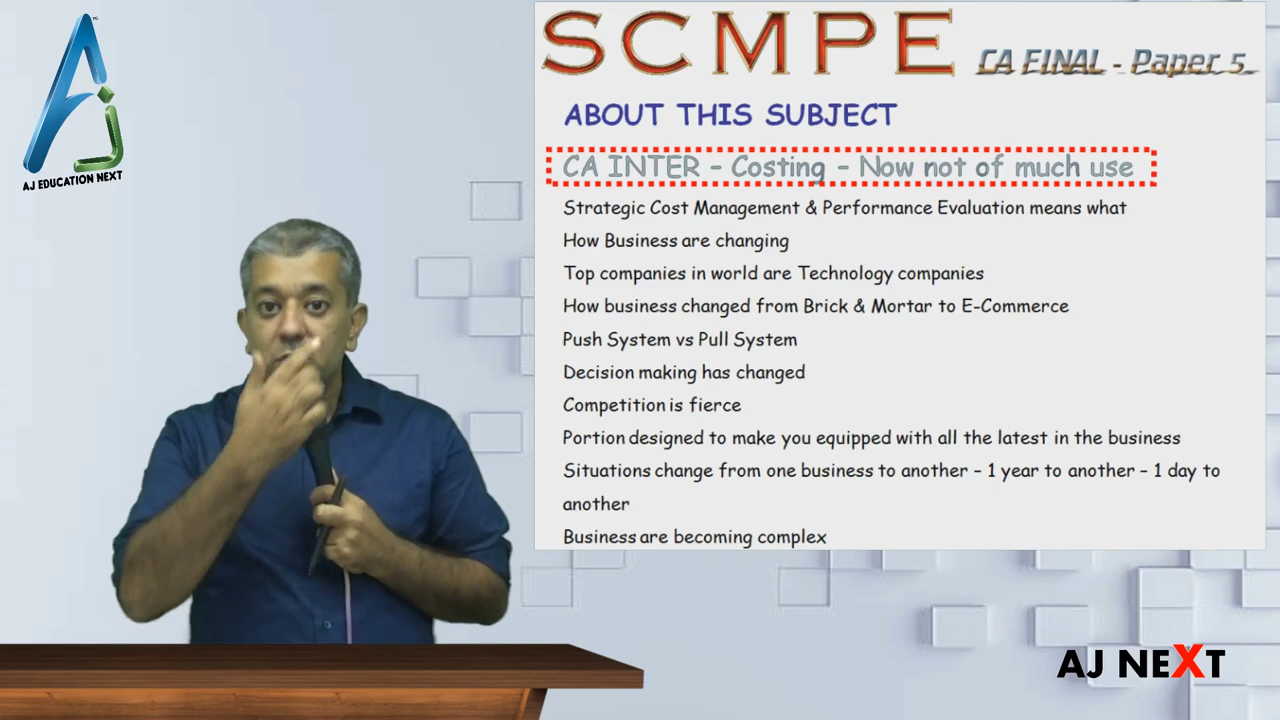 AJ EDUCATION NEXT
SCMPE
CA FINAL - Paper 5
ABOUT THIS SUBJECT
CA INTER – Costing – Now not of much use
Strategic Cost Management & Performance Evaluation means what
How Business are changing
Top companies in world are Technology companies
How business changed from Brick & Mortar to E-Commerce
Push System vs Pull System
Decision making has changed
Competition is fierce
Portion designed to make you equipped with all the latest in the business
Situations change from one business to another – 1 year to another – 1 day to
another
Business are becoming complex
AJ NEXT